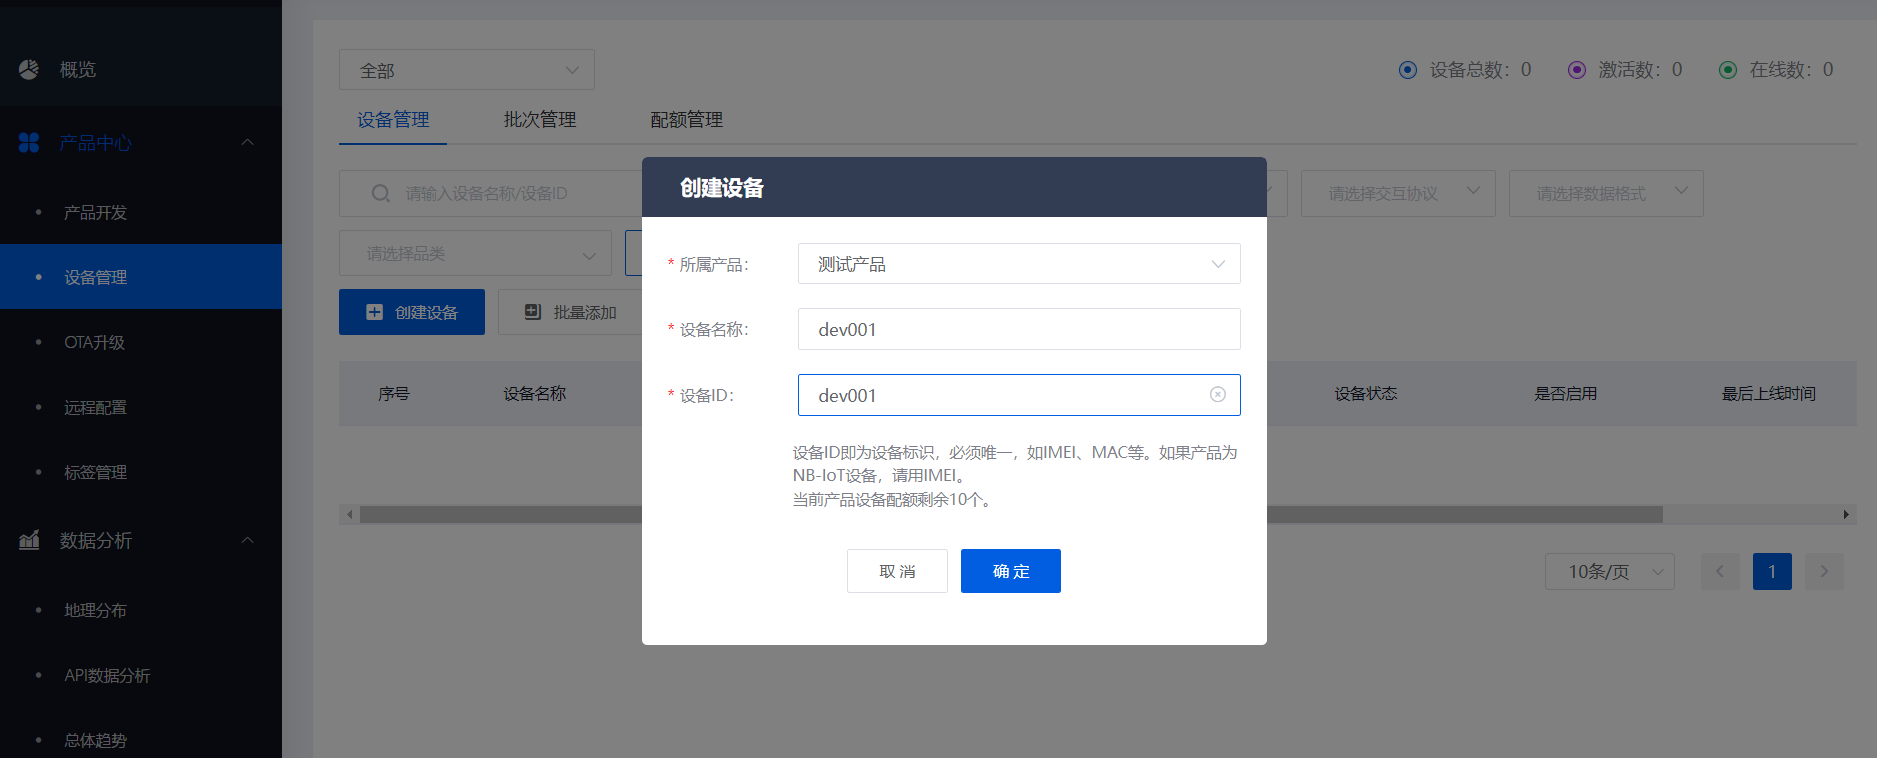 概览
产品中心
产品开发
设备管理
OTA升级
远程配置
标签管理
数据分析
地理分布
API数据分析
总体趋势
全部
设备总数：0
激活数：0
在线数：0
设备管理
批次管理
配额管理
请输入设备名称/设备ID
请选择交互协议
请选择数据格式
请选择品类
创建设备
批量添加
序号
设备名称
设备状态
是否启用
最后上线时间
10条/页
1
创建设备
* 所属产品：
测试产品
* 设备名称：
dev001
* 设备ID：
dev001
设备ID即为设备标识，必须唯一，如IMEI、MAC等。如果产品为
NB-IoT设备，请用IMEI。
当前产品设备配额剩余10个。
取 消
确 定